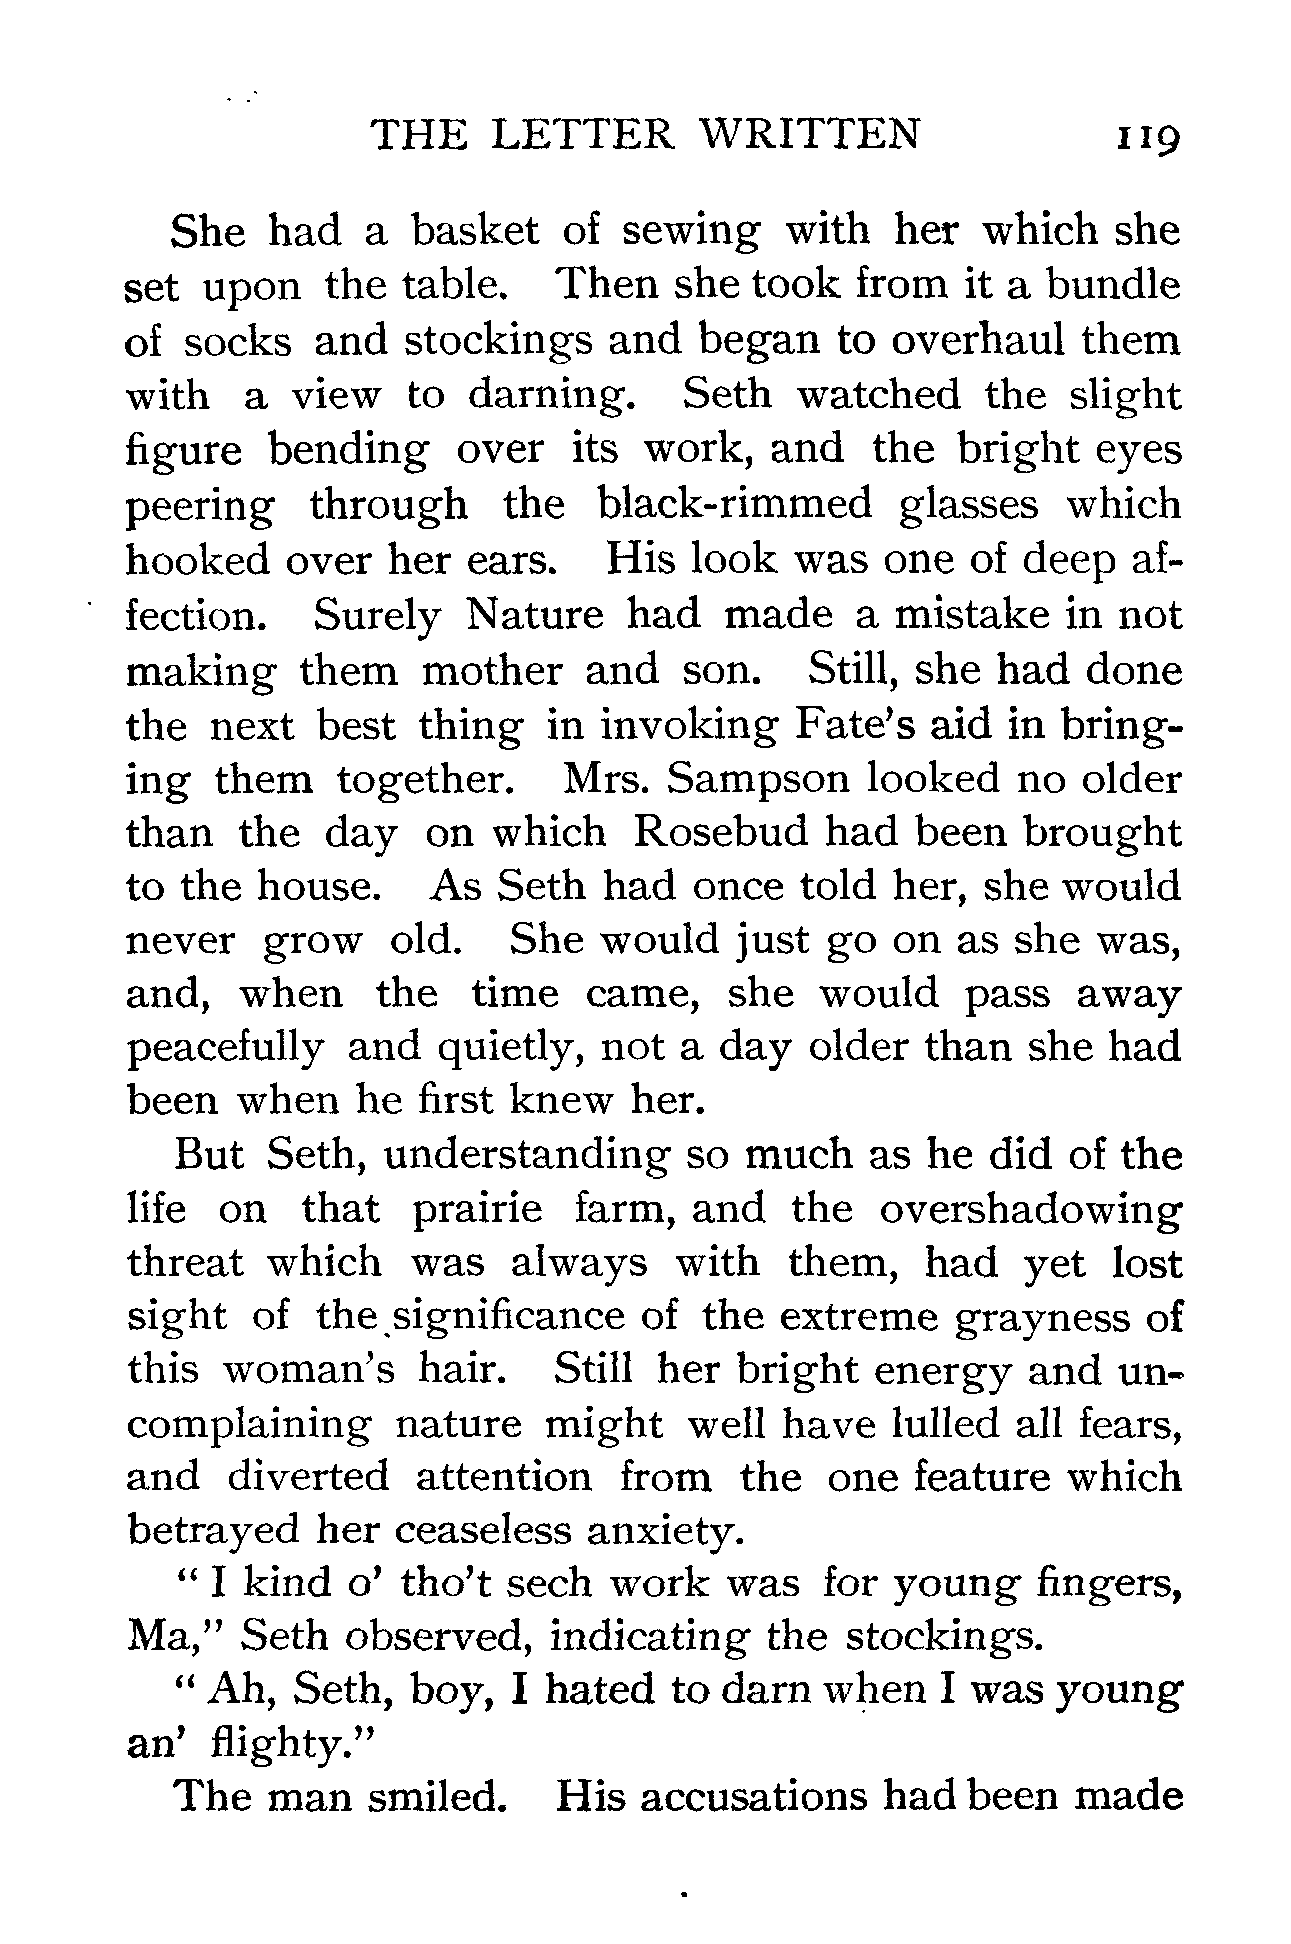 THE LETTER WRITTEN 119
She had a basket of sewing with her which she
set upon the table. Then she took from it a bundle
of socks and stockings and began to overhaul them
with a view to darning. Seth watched the slight
figure bending over its work, and the bright eyes
peering through the black-rimmed glasses which
hooked over her ears. His look was one of deep af-
fection. Surely Nature had made a mistake in not
making them mother and son. Still, she had done
the next best thing in invoking Fate's aid in bring-
ing them together. Mrs. Sampson looked no older
than the day on which Rosebud had been brought
to the house. As Seth had once told her, she would
never grow old. She would just go on as she was,
and, when the time came, she would pass away
peacefully and quietly, not a day older than she had
been when he first knew her.
But Seth, understanding so much as he did of the
life on that prairie farm, and the overshadowing
threat which was always with them, had yet lost
sight of the significance of the extreme grayness of
this woman's hair. Still her bright energy and un-
complaining nature might well have lulled all fears,
and diverted attention from the one feature which
betrayed her ceaseless anxiety.
" I kind o' tho't sech work was for young fingers,
Ma," Seth observed, indicating the stockings.
" Ah, Seth, boy, I hated to darn when I was young
an' flighty."
The man smiled. His accusations had been made